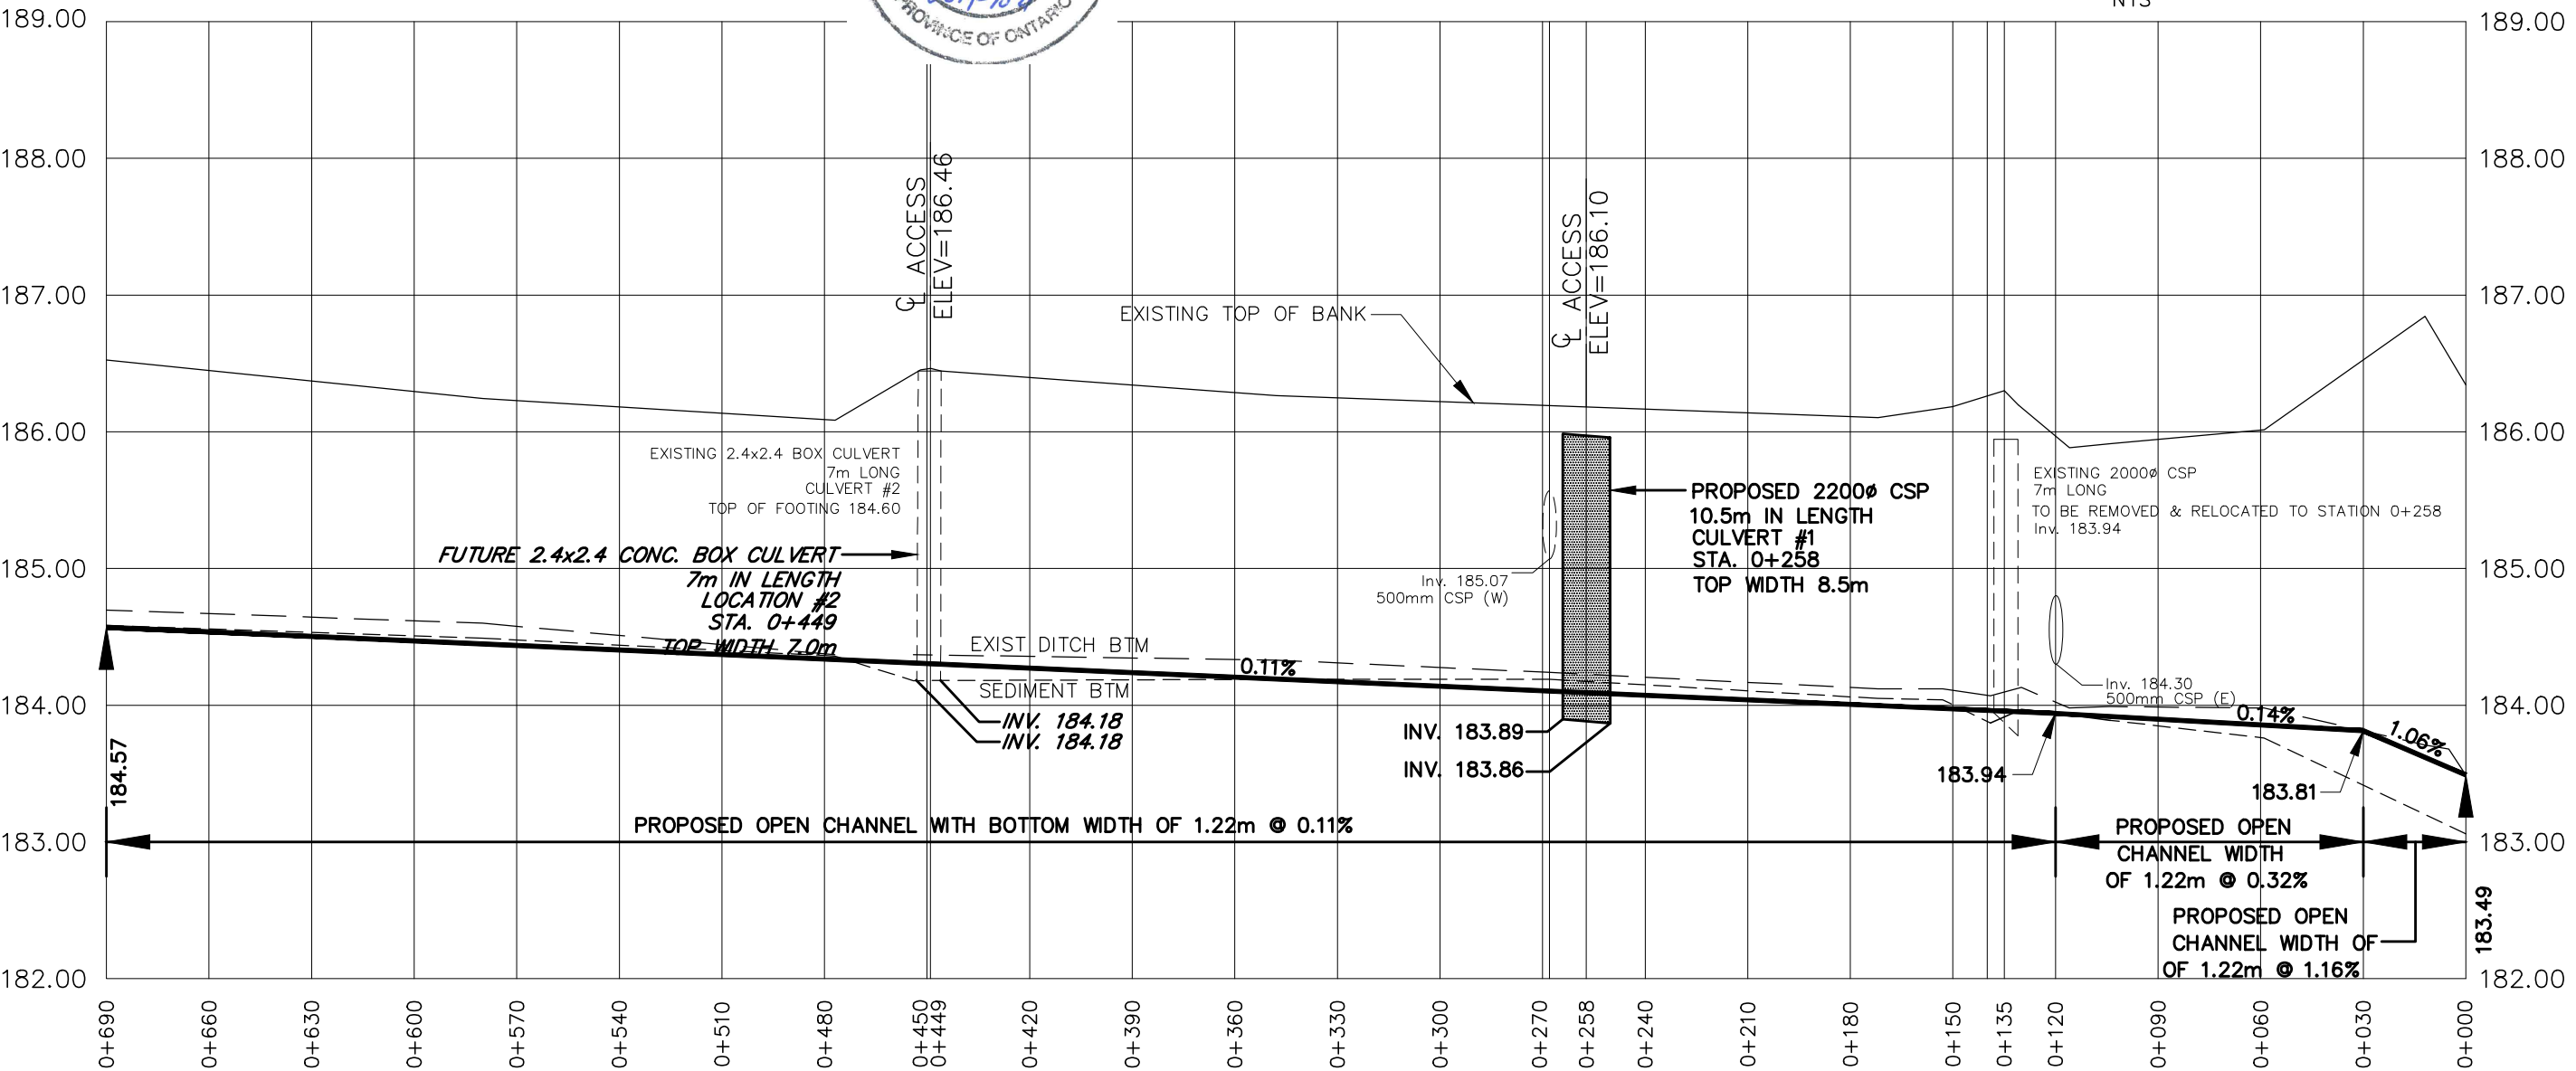 NTS
PROVINCE OF ONTARIO
189.00
189.00
188.00
188.00
187.00
187.00
186.00
186.00
185.00
185.00
184.00
184.00
183.00
183.00
182.00
182.00
℄ ACCESS
ELEV=186.46
℄ ACCESS
ELEV=186.10
EXISTING TOP OF BANK
EXISTING 2.4x2.4 BOX CULVERT
7m LONG
CULVERT #2
TOP OF FOOTING 184.60
FUTURE 2.4x2.4 CONC. BOX CULVERT
7m IN LENGTH
LOCATION #2
STA. 0+449
TOP WIDTH 7.0m
EXIST DITCH BTM
SEDIMENT BTM
INV. 184.18
INV. 184.18
0.11%
Inv. 185.07
500mm CSP (W)
PROPOSED 2200ø CSP
10.5m IN LENGTH
CULVERT #1
STA. 0+258
TOP WIDTH 8.5m
INV. 183.89
INV. 183.86
EXISTING 2000ø CSP
7m LONG
TO BE REMOVED & RELOCATED TO STATION 0+258
Inv. 183.94
Inv. 184.30
500mm CSP (E)
0.14%
1.06%
183.94
183.81
184.57
183.49
PROPOSED OPEN CHANNEL WITH BOTTOM WIDTH OF 1.22m @ 0.11%
PROPOSED OPEN
CHANNEL WIDTH
OF 1.22m @ 0.32%
PROPOSED OPEN
CHANNEL WIDTH OF
OF 1.22m @ 1.16%
0+690
0+660
0+630
0+600
0+570
0+540
0+510
0+480
0+450
0+449
0+420
0+390
0+360
0+330
0+300
0+270
0+258
0+240
0+210
0+180
0+150
0+135
0+120
0+090
0+060
0+030
0+000